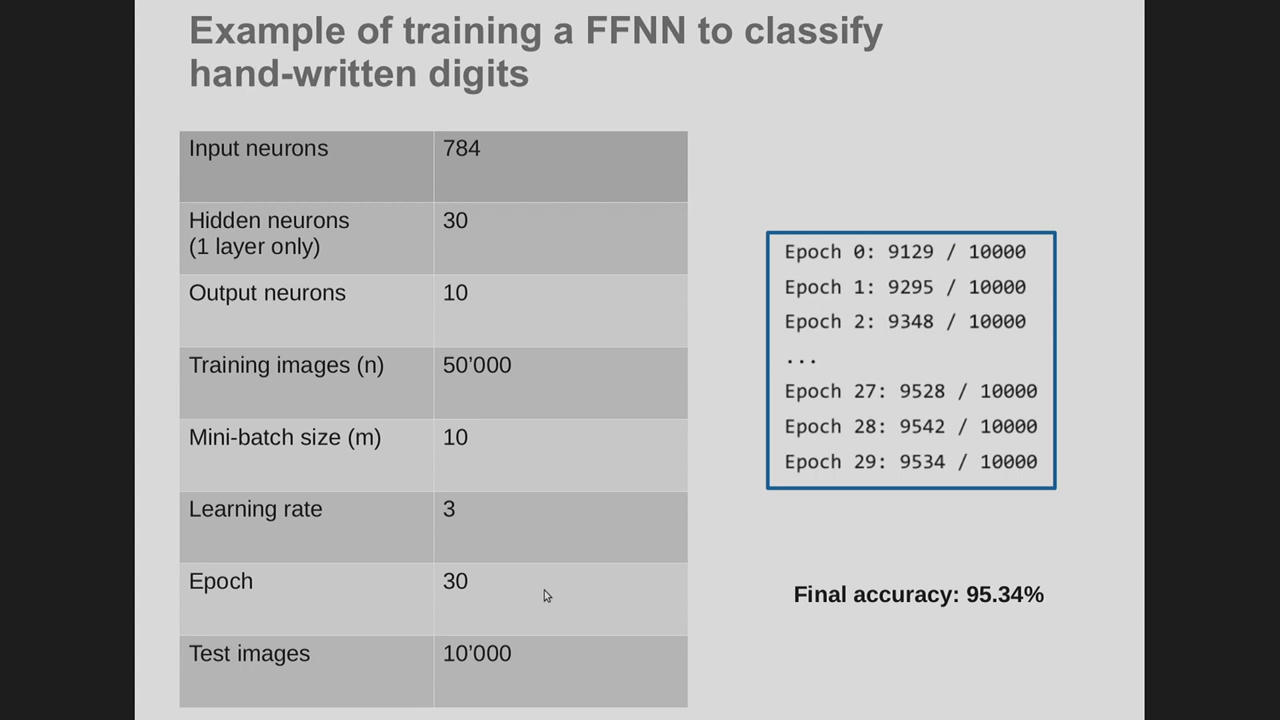 Example of training a FFNN to classify
hand-written digits
Input neurons 784
Hidden neurons 30
(1 layer only)
Output neurons 10
Training images (n) 50’000
Mini-batch size (m) 10
Learning rate 3
Epoch 30
Test images 10’000
Epoch 0: 9129 / 10000
Epoch 1: 9295 / 10000
Epoch 2: 9348 / 10000
...
Epoch 27: 9528 / 10000
Epoch 28: 9542 / 10000
Epoch 29: 9534 / 10000
Final accuracy: 95.34%